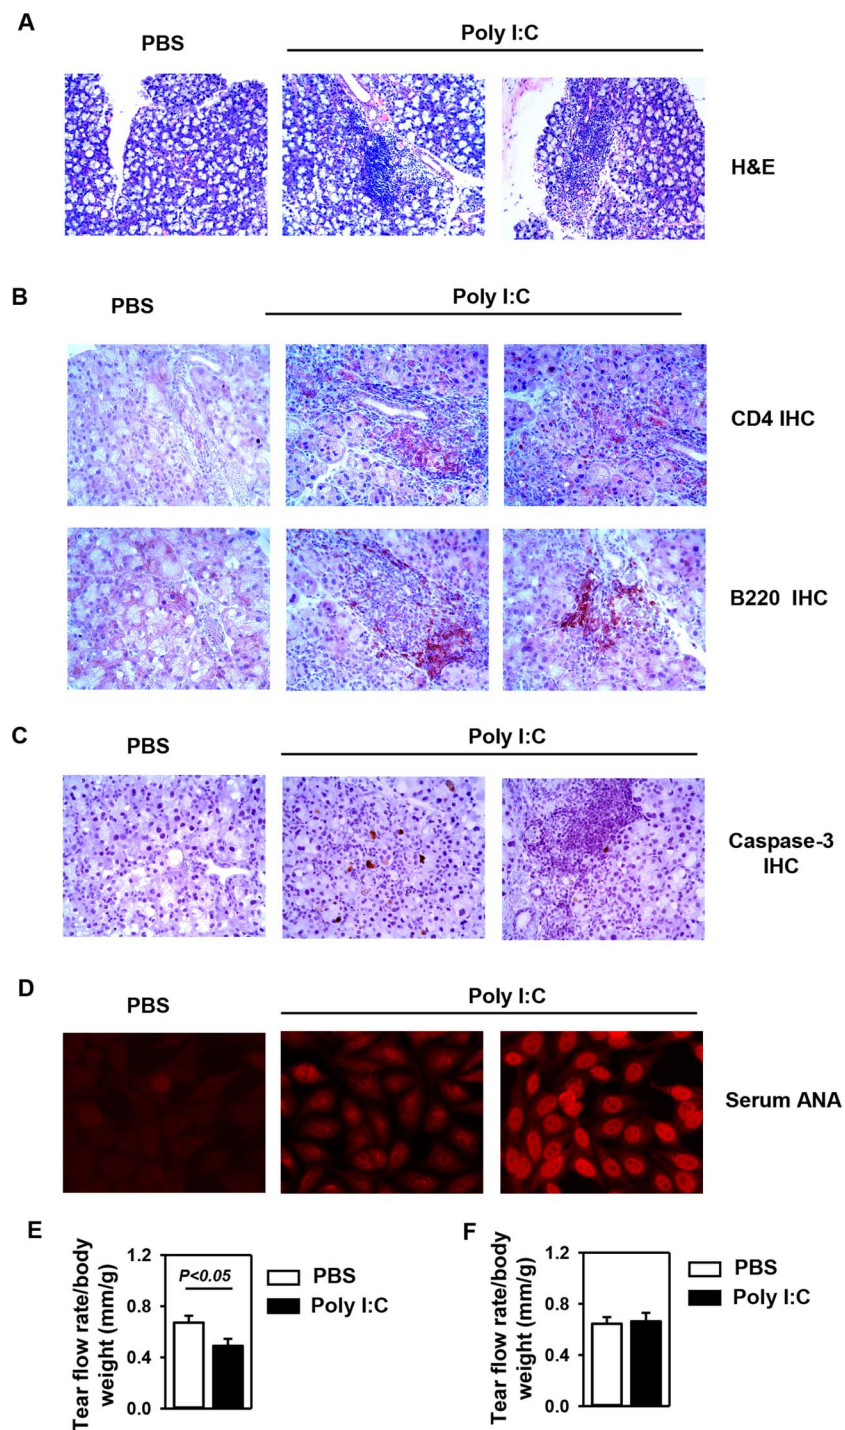 A
PBS
Poly I:C
H&E
B
PBS
Poly I:C
CD4 IHC
B220 IHC
C
PBS
Poly I:C
Caspase-3
IHC
D
PBS
Poly I:C
Serum ANA
E
Tear flow rate/body
weight (mm/g)
1.2
0.8
0.4
0.0
P<0.05
PBS
Poly I:C
F
Tear flow rate/body
weight (mm/g)
1.2
0.8
0.4
0.0
PBS
Poly I:C